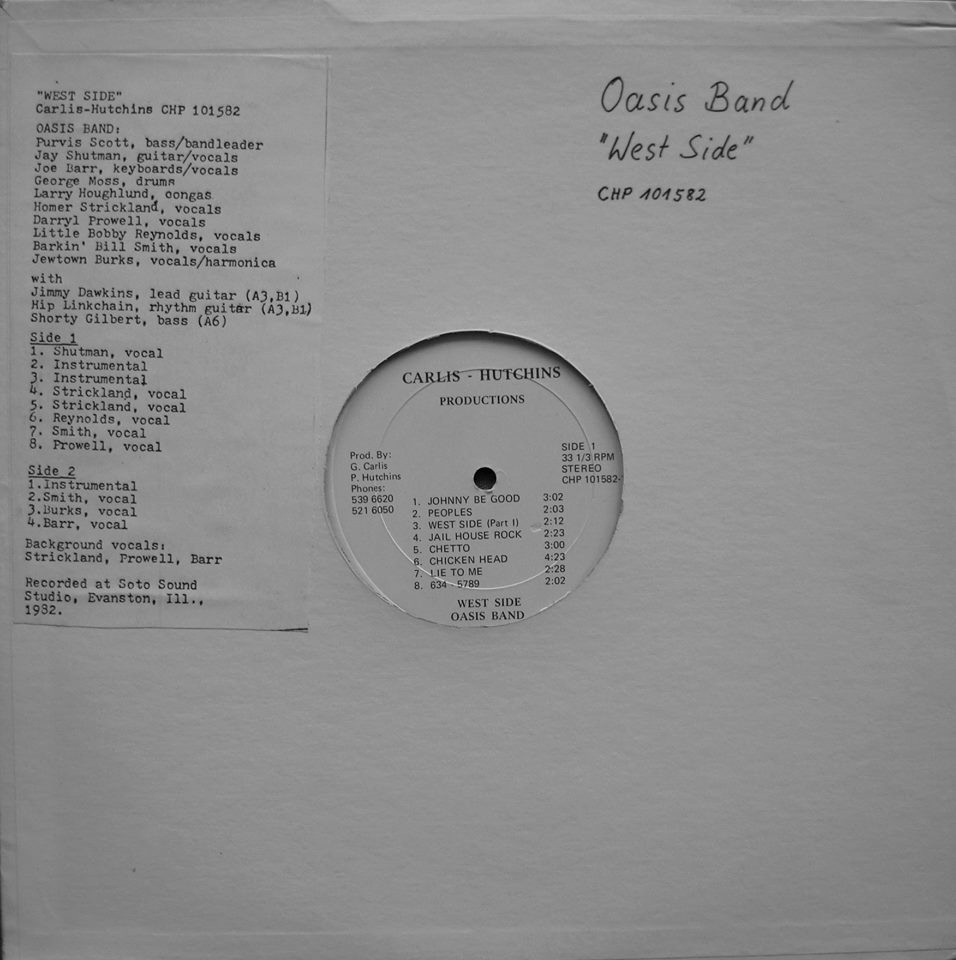 "WEST SIDE"
Carlis-Hutchins CHP 101582
OASIS BAND:
Purvis Scott, bass/bandleader
Jay Shutman, guitar/vocals
Joe Barr, keyboards/vocals
George Moss, drums
Larry Houghlund, congas
Homer Strickland, vocals
Darryl Prowell, vocals
Little Bobby Reynolds, vocals
Barkin' Bill Smith, vocals
Jewtown Burks, vocals/harmonica
with
Jimmy Dawkins, lead guitar (A3,B1)
Hip Linkchain, rhythm guitar (A3,B1)
Shorty Gilbert, bass (A6)
Side 1
1. Shutman, vocal
2. Instrumental
3. Instrumental
4. Strickland, vocal
5. Strickland, vocal
6. Reynolds, vocal
7. Smith, vocal
8. Prowell, vocal
Side 2
1.Instrumental
2.Smith, vocal
3.Burks, vocal
4.Barr, vocal
Background vocals:
Strickland, Prowell, Barr
Recorded at Soto Sound
Studio, Evanston, Ill.,
1982.
Oasis Band
"West Side"
CHP 101582
CARLIS - HUTCHINS
PRODUCTIONS
Prod. By:
G. Carlis
P. Hutchins
Phones:
539 6620
521 6050
SIDE 1
33 1/3 RPM
STEREO
CHP 101582-
1. JOHNNY BE GOOD 3:02
2. PEOPLES 2:03
3. WEST SIDE (Part I) 2:12
4. JAIL HOUSE ROCK 2:23
5. CHETTO 3:00
6. CHICKEN HEAD 4:23
7. LIE TO ME 2:28
8. 634 - 5789 2:02
WEST SIDE
OASIS BAND